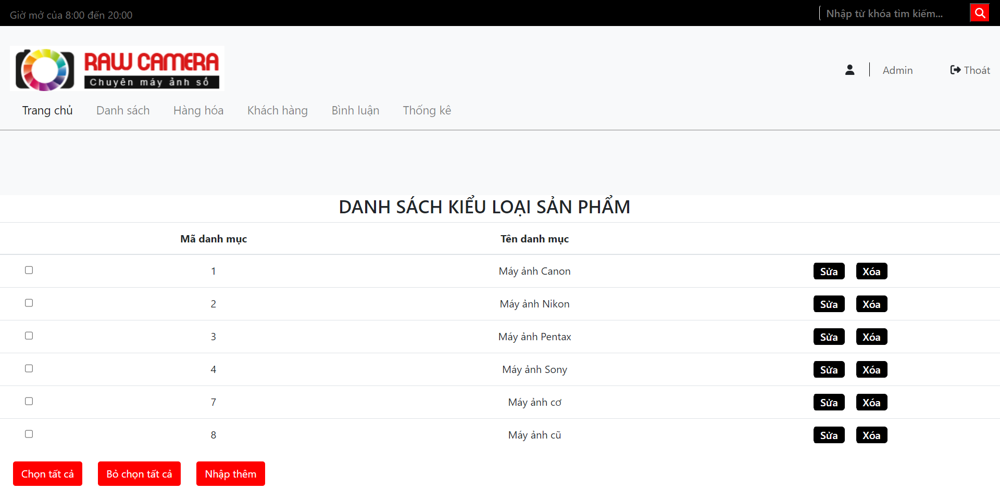 Giờ mở của 8:00 đến 20:00
Nhập từ khóa tìm kiếm...
RAW CAMERA
Chuyên máy ảnh số
Admin
Thoát
Trang chủ Danh sách Hàng hóa Khách hàng Bình luận Thống kê
DANH SÁCH KIỂU LOẠI SẢN PHẨM
Mã danh mục Tên danh mục
1 Máy ảnh Canon Sửa Xóa
2 Máy ảnh Nikon Sửa Xóa
3 Máy ảnh Pentax Sửa Xóa
4 Máy ảnh Sony Sửa Xóa
7 Máy ảnh cơ Sửa Xóa
8 Máy ảnh cũ Sửa Xóa
Chọn tất cả Bỏ chọn tất cả Nhập thêm